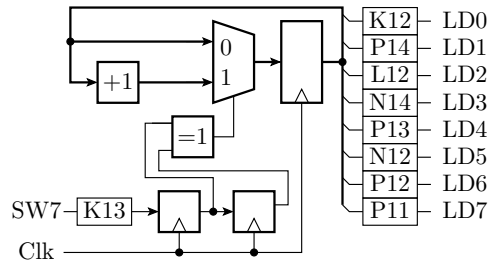 K12 LD0
P14 LD1
0
L12 LD2
+1
1
N14 LD3
P13 LD4
=1
N12 LD5
P12 LD6
SW7 K13
P11 LD7
Clk